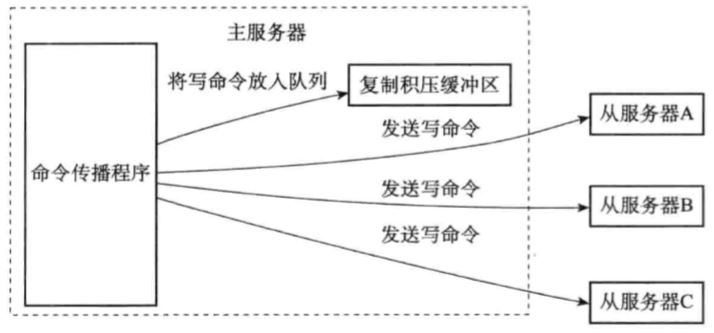 主服务器
将写命令放入队列
复制积压缓冲区
发送写命令
从服务器A
命令传播程序
发送写命令
从服务器B
发送写命令
从服务器C